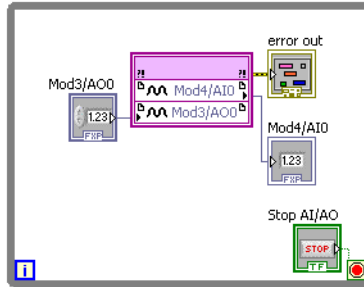 error out
Mod3/AO0
?! ?!
Mod4/AI0
Mod3/AO0
1.23
FXP
Mod4/AI0
1.23
FXP
Stop AI/AO
STOP
TF
i